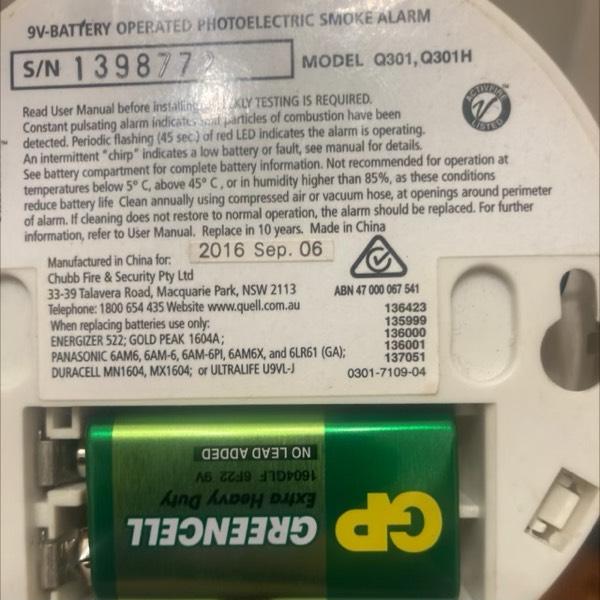 9V-BATTERY OPERATED PHOTOELECTRIC SMOKE ALARM
S/N 139877
MODEL Q301, Q301H
Read User Manual before installing. KLY TESTING IS REQUIRED.
Constant pulsating alarm indicates particles of combustion have been
detected. Periodic flashing (45 sec.) of red LED indicates the alarm is operating.
An intermittent "chirp" indicates a low battery or fault, see manual for details.
See battery compartment for complete battery information. Not recommended for operation at
temperatures below 5° C, above 45° C, or in humidity higher than 85%, as these conditions
reduce battery life Clean annually using compressed air or vacuum hose, at openings around perimeter
of alarm. If cleaning does not restore to normal operation, the alarm should be replaced. For further
information, refer to User Manual. Replace in 10 years. Made in China
ACTIVFIRE
LISTED
Manufactured in China for:
2016 Sep. 06
Chubb Fire & Security Pty Ltd
33-39 Talavera Road, Macquarie Park, NSW 2113
ABN 47 000 067 541
Telephone: 1800 654 435 Website www.quell.com.au
When replacing batteries use only:
ENERGIZER 522; GOLD PEAK 1604A;
PANASONIC 6AM6, 6AM-6, 6AM-6PI, 6AM6X, and 6LR61 (GA);
DURACELL MN1604, MX1604; or ULTRALIFE U9VL-J
136423
135999
136000
136001
137051
0301-7109-04
GP
GREENCELL
Extra Heavy Duty
1604GLF 6F22 9V
NO LEAD ADDED